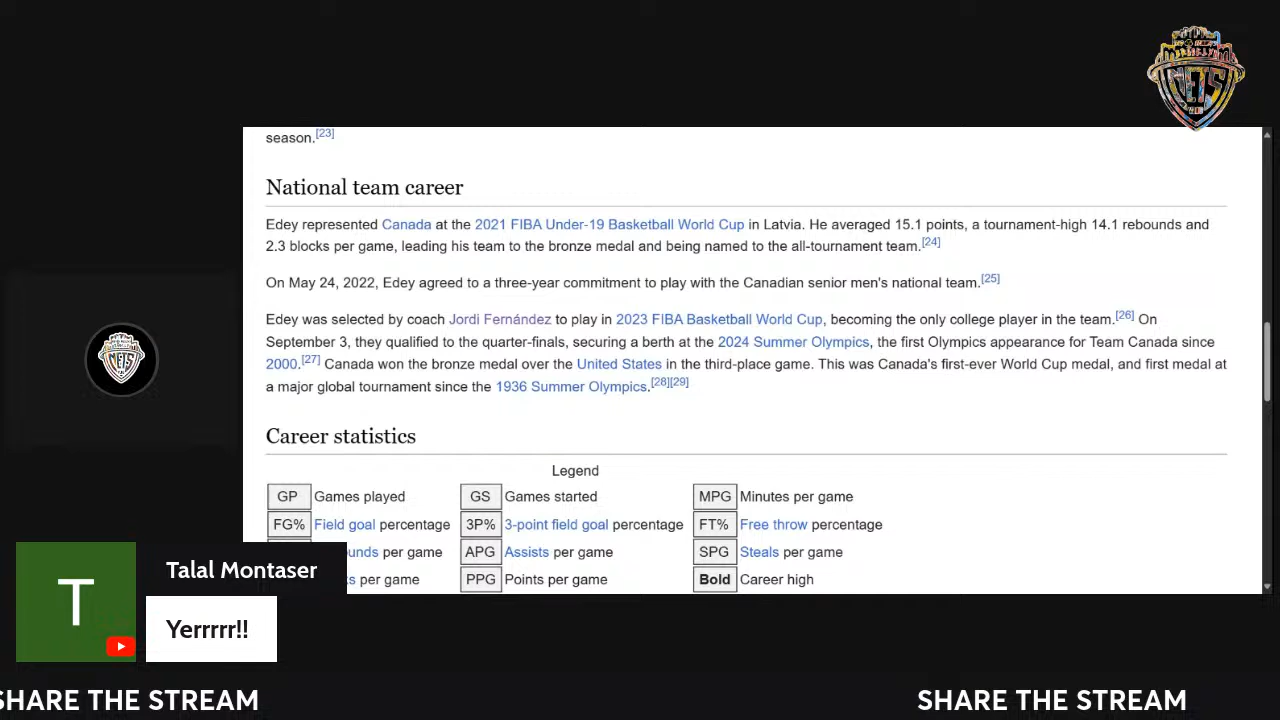 season.[23]
National team career
Edey represented Canada at the 2021 FIBA Under-19 Basketball World Cup in Latvia. He averaged 15.1 points, a tournament-high 14.1 rebounds and
2.3 blocks per game, leading his team to the bronze medal and being named to the all-tournament team.[24]
On May 24, 2022, Edey agreed to a three-year commitment to play with the Canadian senior men's national team.[25]
Edey was selected by coach Jordi Fernández to play in 2023 FIBA Basketball World Cup, becoming the only college player in the team.[26] On
September 3, they qualified to the quarter-finals, securing a berth at the 2024 Summer Olympics, the first Olympics appearance for Team Canada since
2000.[27] Canada won the bronze medal over the United States in the third-place game. This was Canada's first-ever World Cup medal, and first medal at
a major global tournament since the 1936 Summer Olympics.[28][29]
Career statistics
Legend
GP Games played GS Games started MPG Minutes per game
FG% Field goal percentage 3P% 3-point field goal percentage FT% Free throw percentage
per game APG Assists per game SPG Steals per game
per game PPG Points per game Bold Career high
T
Talal Montaser
Yerrrrr!!
NETS
NETS
SHARE THE STREAM
SHARE THE STREAM